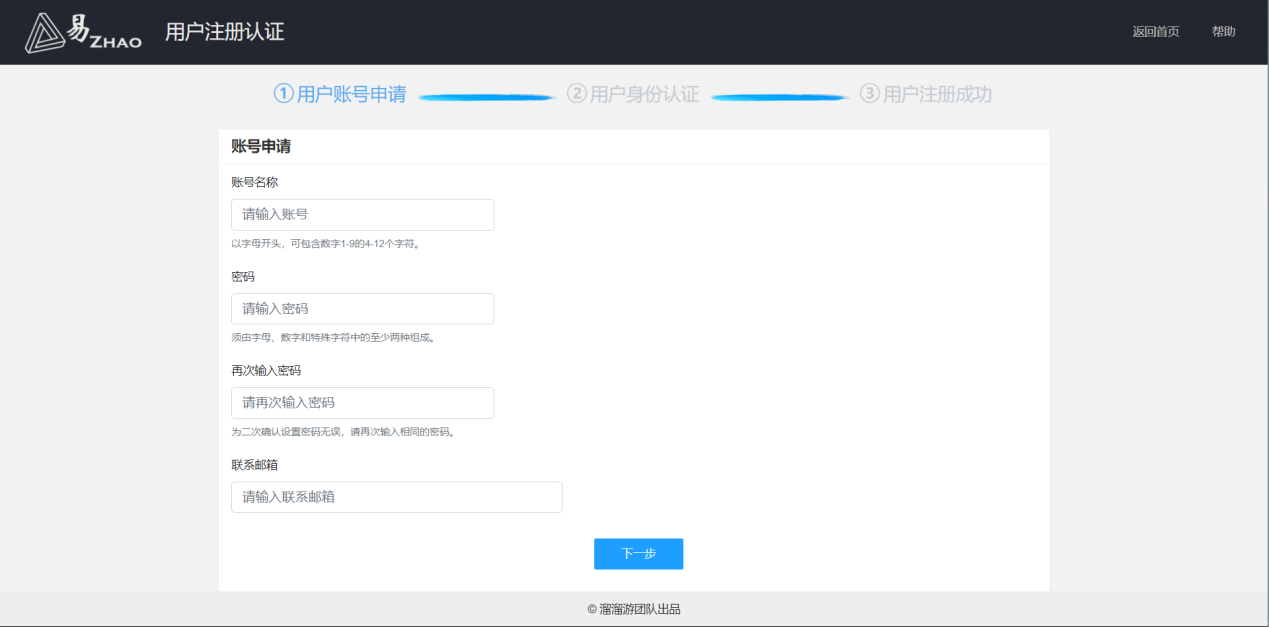 易ZHAO 用户注册认证 返回首页 帮助
①用户账号申请 ②用户身份认证 ③用户注册成功
账号申请
账号名称
请输入账号
以字母开头，可包含数字1-9的4-12个字符。
密码
请输入密码
须由字母、数字和特殊字符中的至少两种组成。
再次输入密码
请再次输入密码
为二次确认设置密码无误，请再次输入相同的密码。
联系邮箱
请输入联系邮箱
下一步
© 溜溜游团队出品